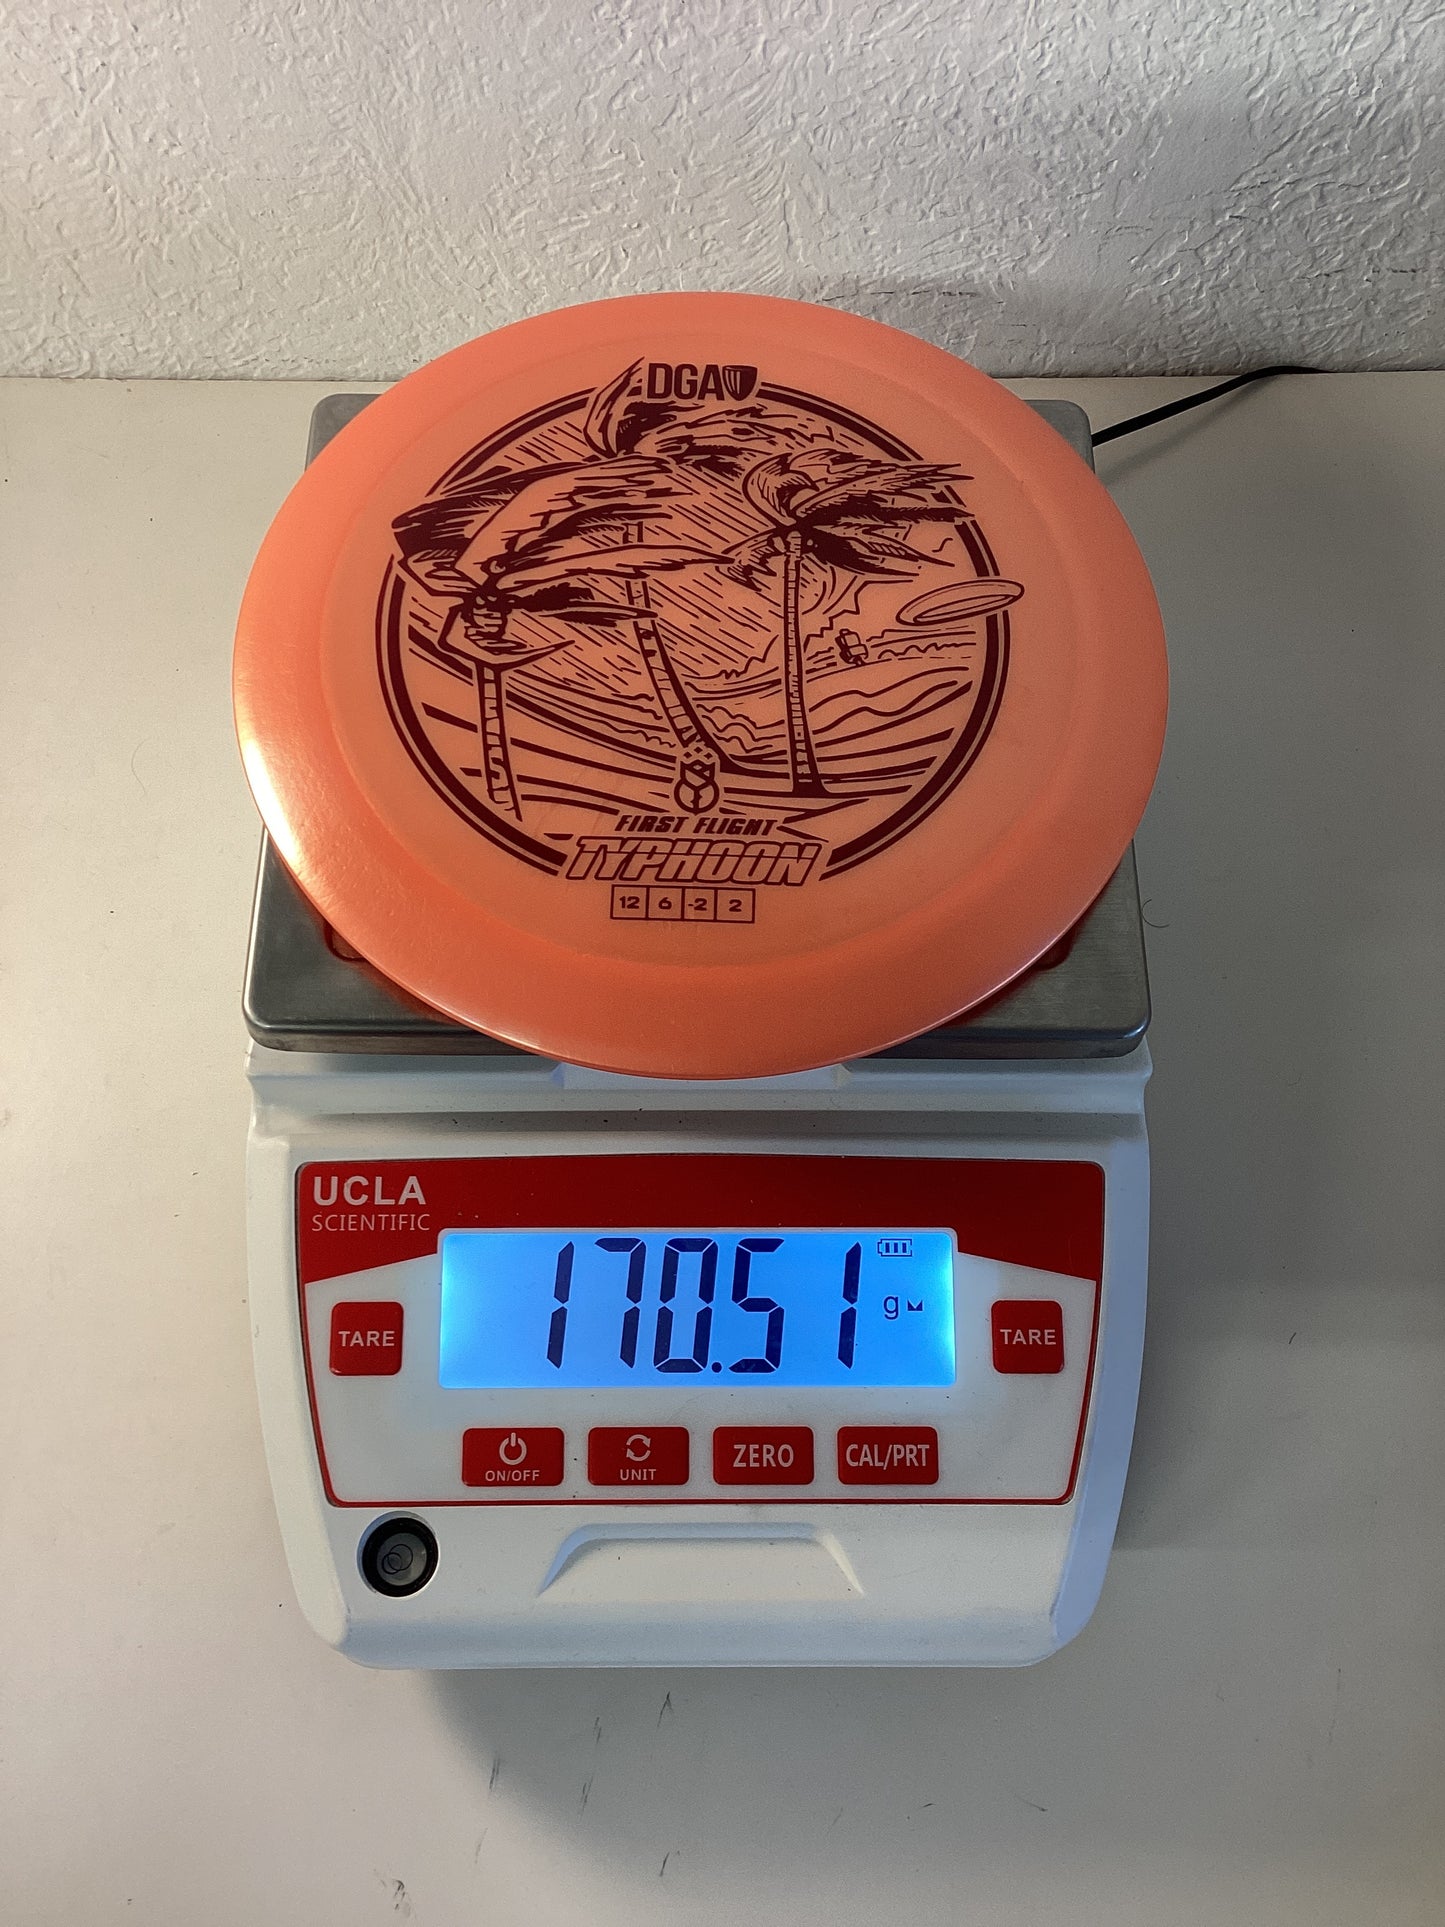 DGA
FIRST FLIGHT
TYPHOON
12 6 -2 2
UCLA
SCIENTIFIC
170.51 g
TARE
TARE
ON/OFF
UNIT
ZERO
CAL/PRT